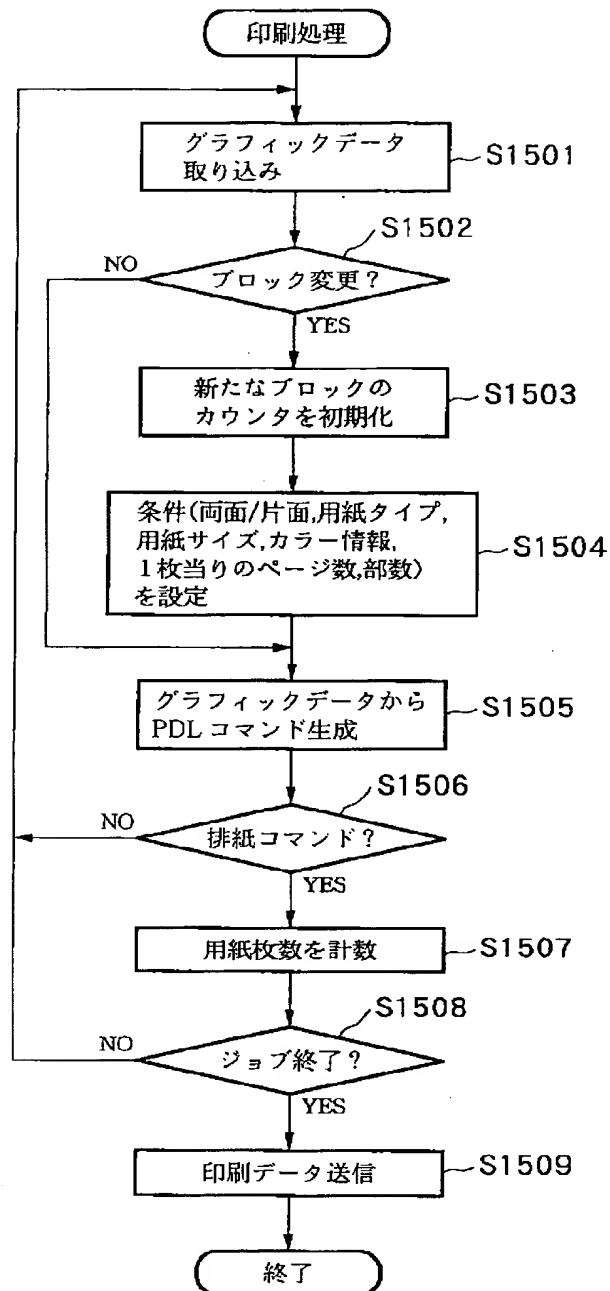 印刷処理
グラフィックデータ
取り込み
S1501
S1502
ブロック変更?
NO
YES
新たなブロックの
カウンタを初期化
S1503
条件(両面/片面,用紙タイプ,
用紙サイズ,カラー情報,
1枚当りのページ数,部数)
を設定
S1504
グラフィックデータから
PDLコマンド生成
S1505
S1506
排紙コマンド?
NO
YES
用紙枚数を計数
S1507
S1508
ジョブ終了?
NO
YES
印刷データ送信
S1509
終了